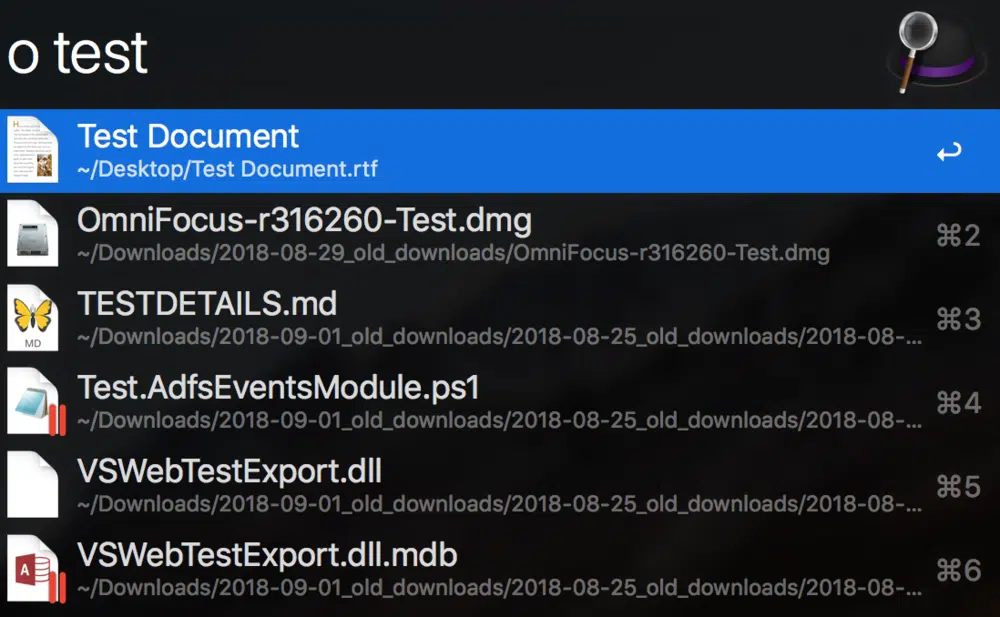 o test
Test Document
~/Desktop/Test Document.rtf
OmniFocus-r316260-Test.dmg
⌘2
~/Downloads/2018-08-29_old_downloads/OmniFocus-r316260-Test.dmg
TESTDETAILS.md
⌘3
~/Downloads/2018-09-01_old_downloads/2018-08-25_old_downloads/2018-08-...
MD
Test.AdfsEventsModule.ps1
⌘4
~/Downloads/2018-09-01_old_downloads/2018-08-25_old_downloads/2018-08-...
VSWebTestExport.dll
⌘5
~/Downloads/2018-09-01_old_downloads/2018-08-25_old_downloads/2018-08-...
A
VSWebTestExport.dll.mdb
⌘6
~/Downloads/2018-09-01_old_downloads/2018-08-25_old_downloads/2018-08-...